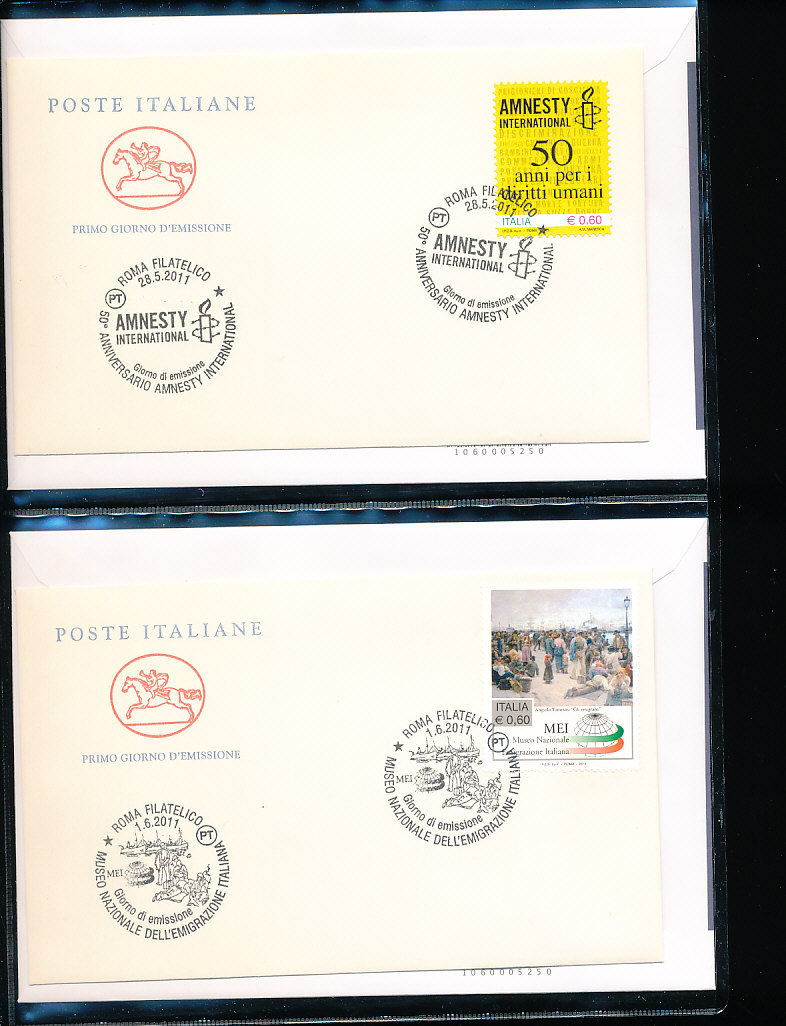 POSTE ITALIANE
PRIMO GIORNO D'EMISSIONE
ROMA FILATELICO
28.5.2011
PT
AMNESTY
INTERNATIONAL
Giorno di emissione
50° ANNIVERSARIO AMNESTY INTERNATIONAL
AMNESTY
INTERNATIONAL
50
anni per i
diritti umani
ITALIA € 0.60
ROMA FILATELICO
28.5.2011
PT
AMNESTY
INTERNATIONAL
Giorno di emissione
50° ANNIVERSARIO AMNESTY INTERNATIONAL
1060005250
POSTE ITALIANE
PRIMO GIORNO D'EMISSIONE
ROMA FILATELICO
1.6.2011
PT
MEI
Giorno di emissione
MUSEO NAZIONALE DELL'EMIGRAZIONE ITALIANA
ITALIA
€ 0,60
Angelo Tommasi "Gli emigranti"
MEI
Museo Nazionale
Emigrazione Italiana
ROMA FILATELICO
1.6.2011
PT
MEI
Giorno di emissione
MUSEO NAZIONALE DELL'EMIGRAZIONE ITALIANA
1060005250